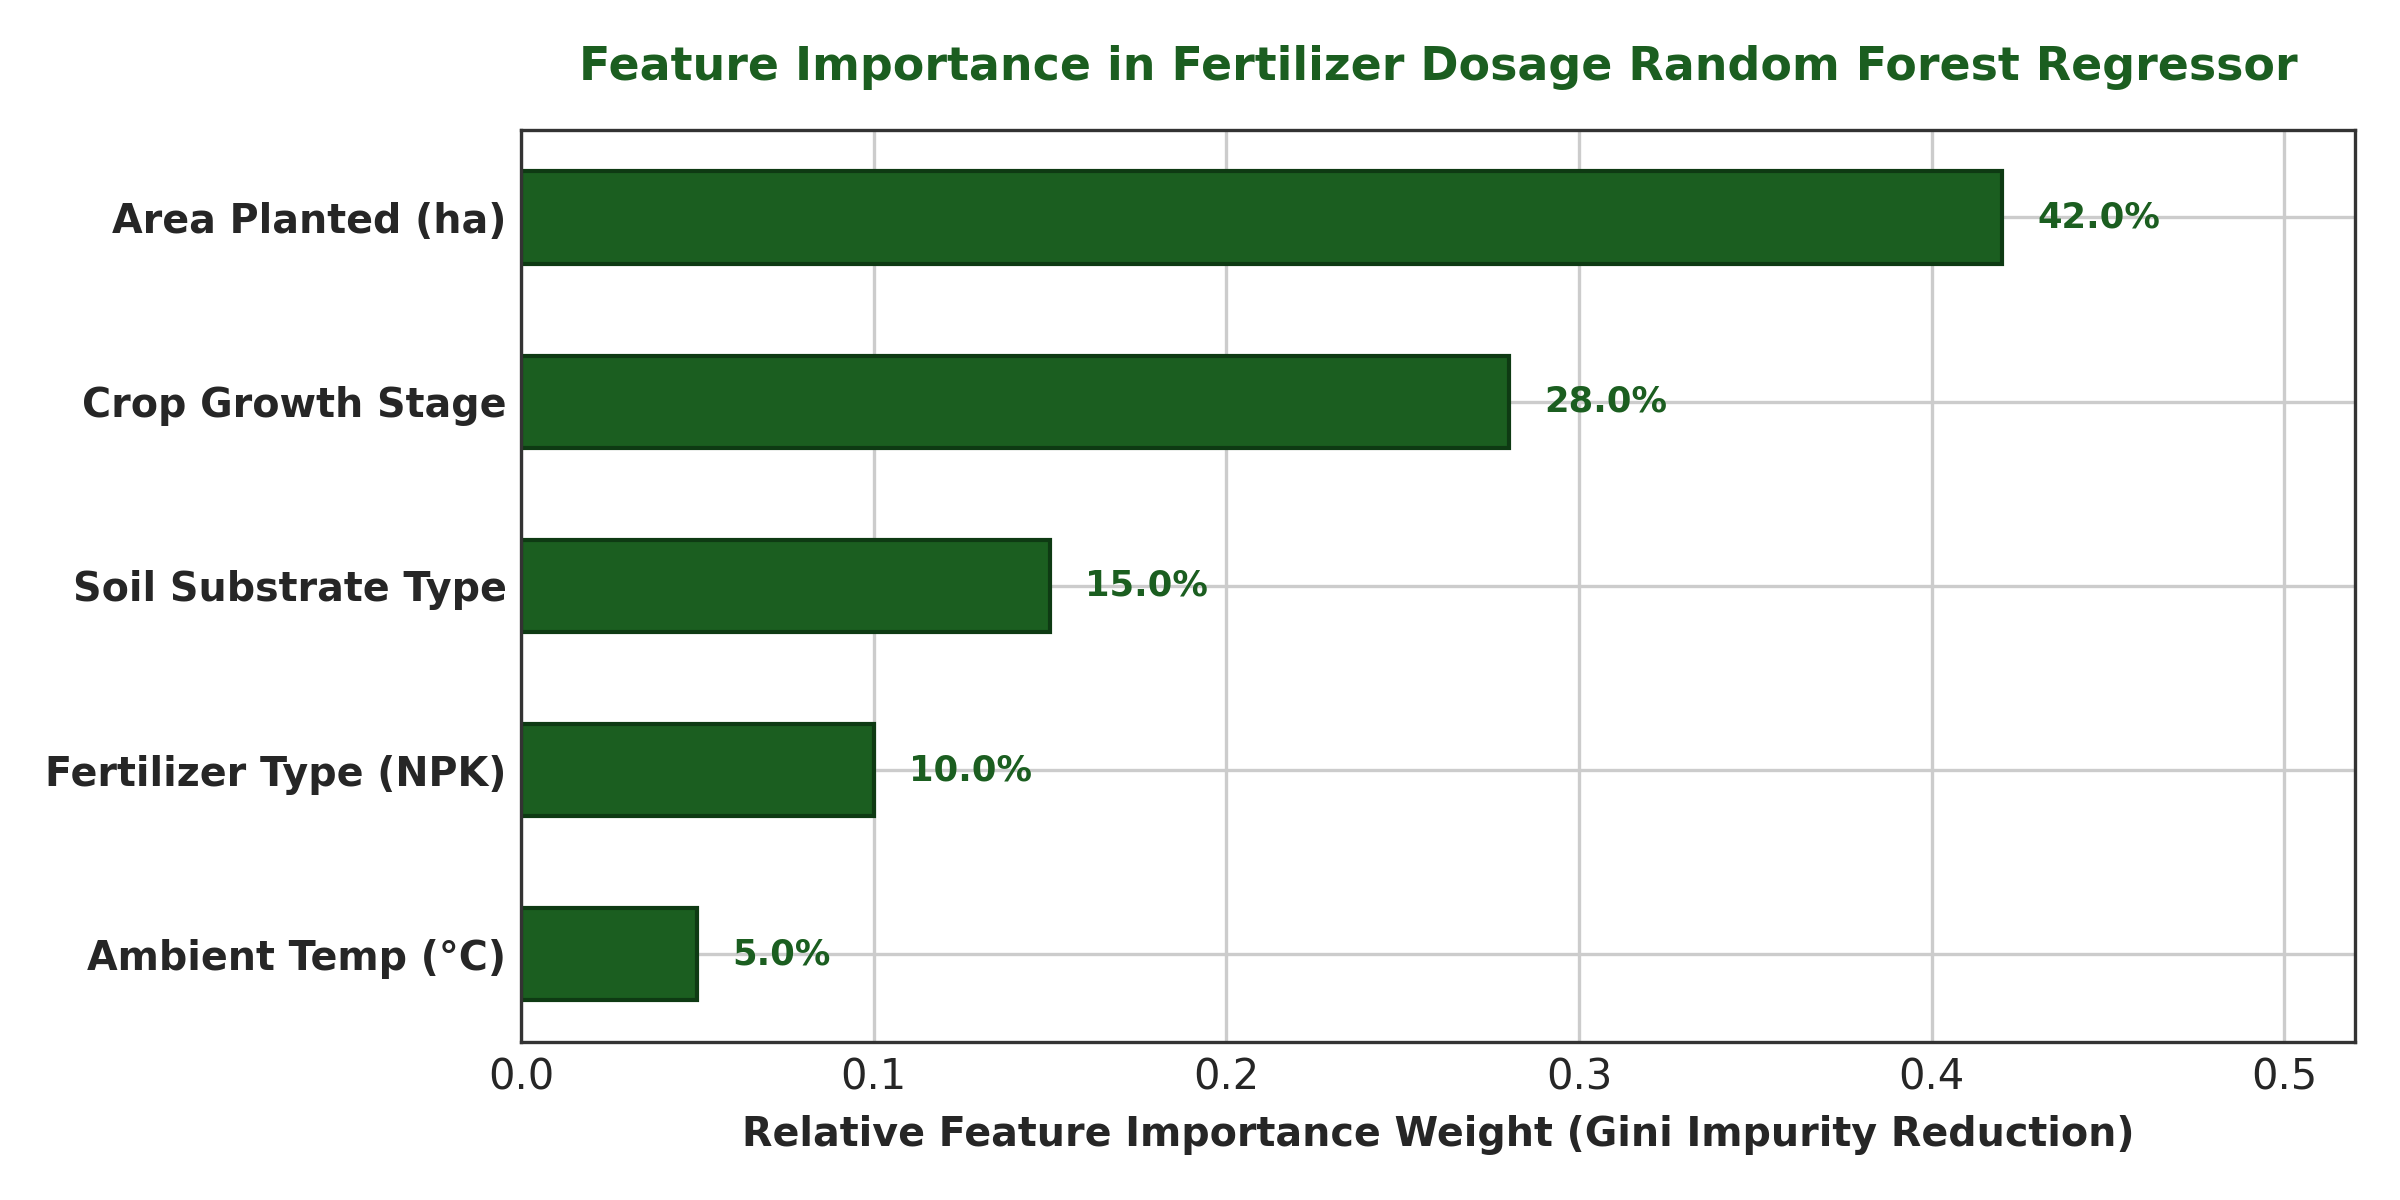 Feature Importance in Fertilizer Dosage Random Forest Regressor
Area Planted (ha)
42.0%
Crop Growth Stage
28.0%
Soil Substrate Type
15.0%
Fertilizer Type (NPK)
10.0%
Ambient Temp (°C)
5.0%
0.0 0.1 0.2 0.3 0.4 0.5
Relative Feature Importance Weight (Gini Impurity Reduction)